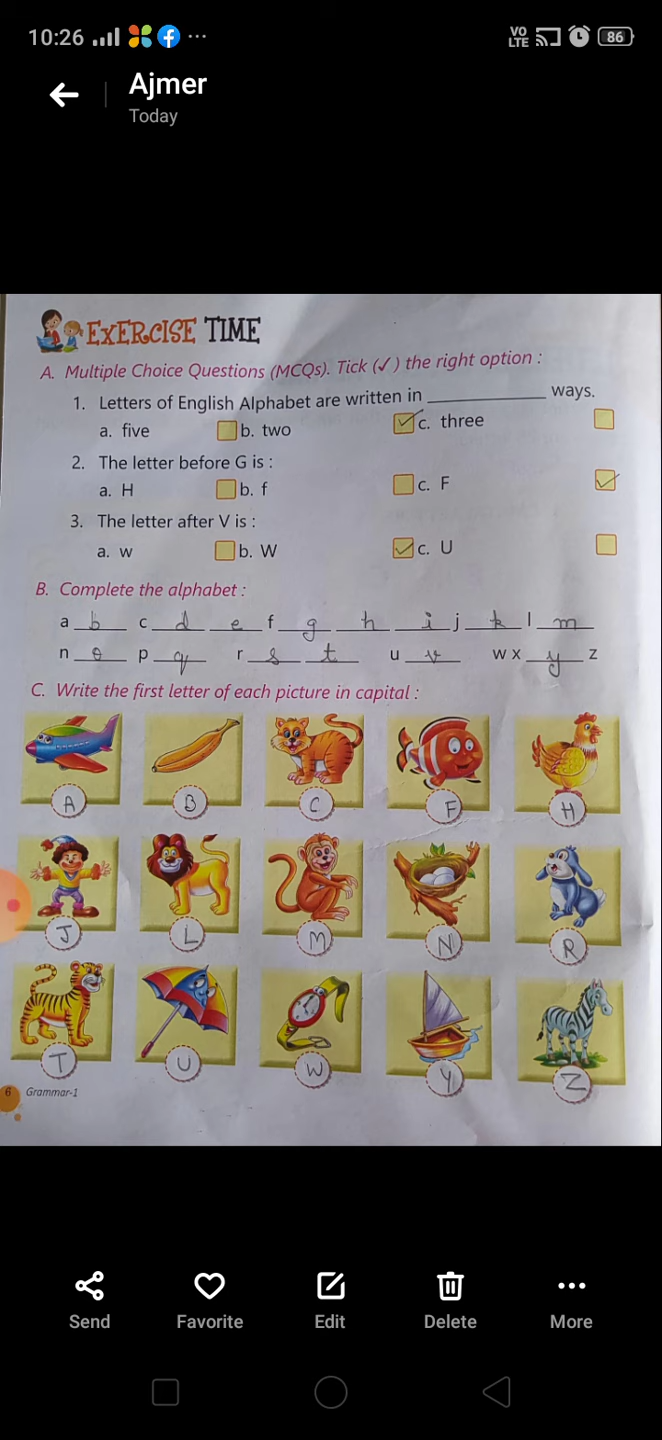 10:26 VO LTE 86
Ajmer
Today
EXERCISE TIME
A. Multiple Choice Questions (MCQs). Tick (✓) the right option :
1. Letters of English Alphabet are written in ____________ ways.
a. five b. two ✓ c. three
2. The letter before G is :
a. H b. f c. F ✓
3. The letter after V is :
a. w b. W ✓ c. U
B. Complete the alphabet :
a b c d e f g h i j k l m
n o p q r s t u v w x y z
C. Write the first letter of each picture in capital :
A B C F H
J L M N R
T U W Y Z
6 Grammar-1
Send Favorite Edit Delete More